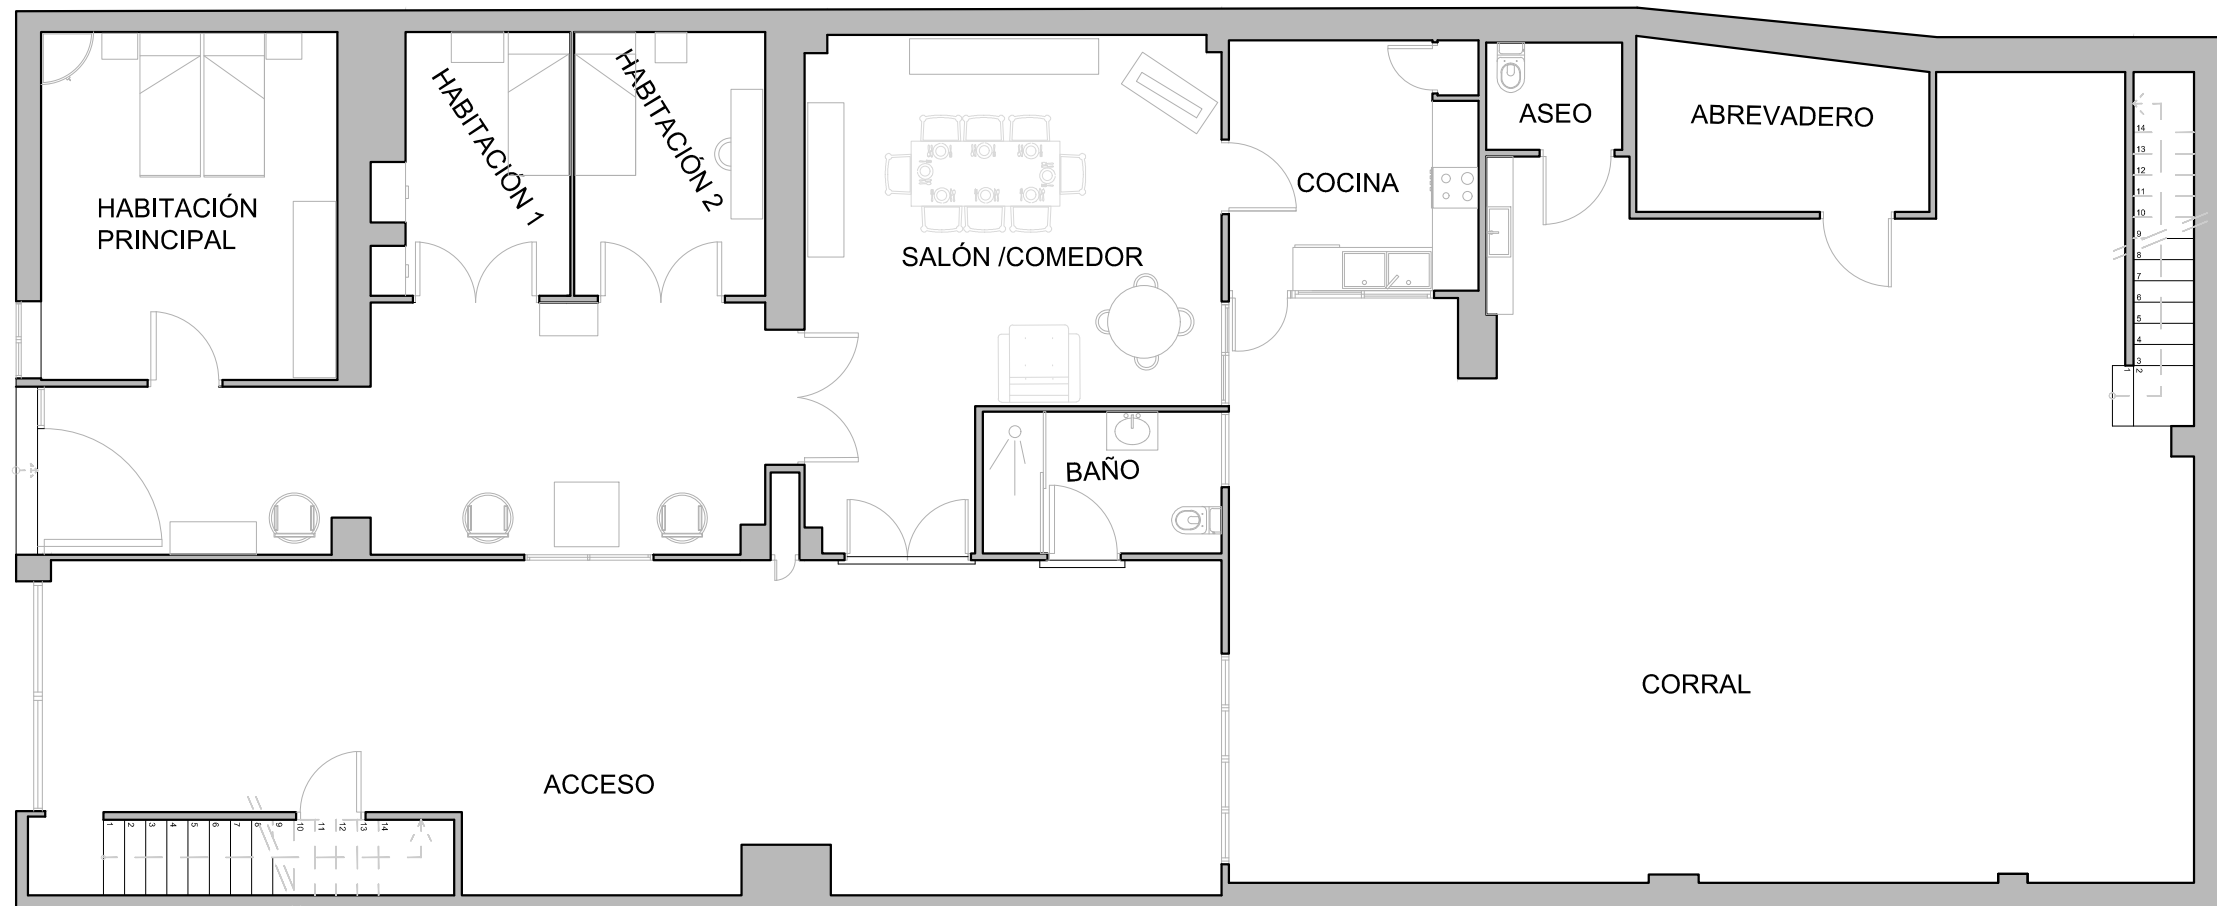 HABITACIÓN
PRINCIPAL
HABITACIÓN 1
HABITACIÓN 2
SALÓN /COMEDOR
COCINA
ASEO
ABREVADERO
14
13
12
11
10
9
8
7
6
5
4
3
2
1
BAÑO
CORRAL
ACCESO
1
2
3
4
5
6
7
8
9
10
11
12
13
14